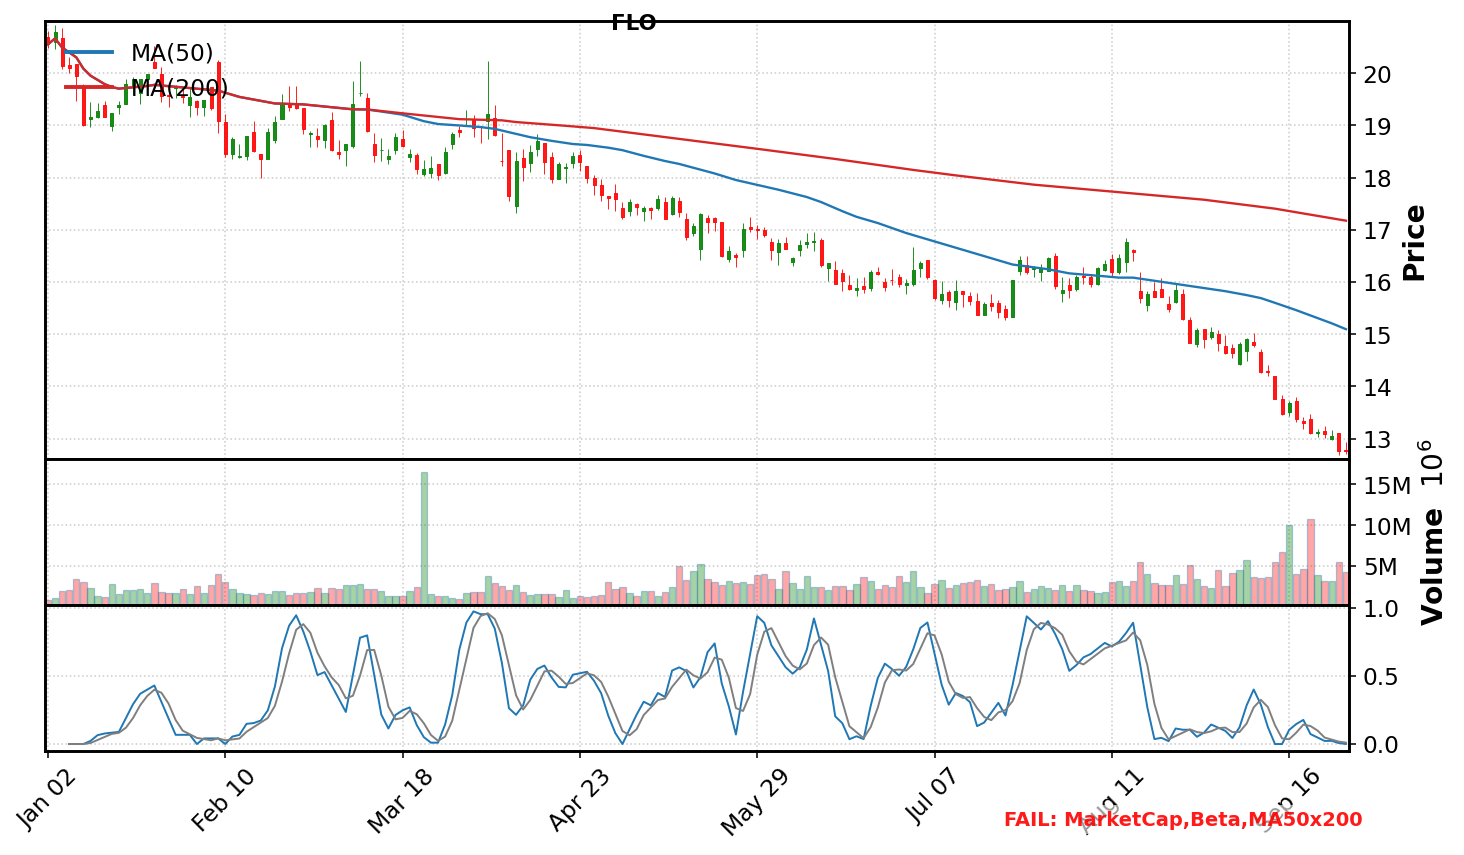 FLO
MA(50)
MA(200)
20
19
18
17
16
15
14
13
Price
15M
10M
5M
Volume 10⁶
1.0
0.5
0.0
Jan 02
Feb 10
Mar 18
Apr 23
May 29
Jul 07
Aug 11
Sep 16
FAIL: MarketCap,Beta,MA50x200